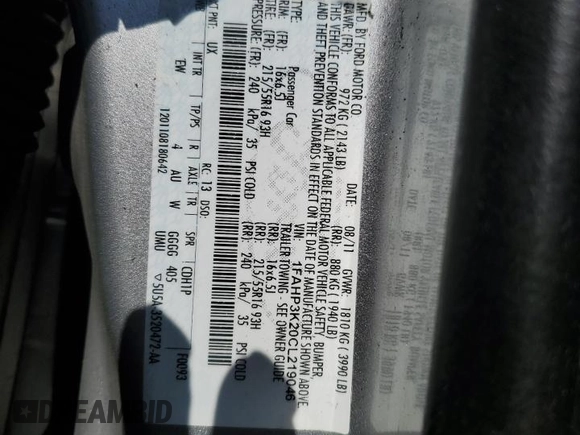 MFD BY FORD MOTOR CO.
DATE: 08/11 GVWR: 1810 KG ( 3990 LB)
GAWR: (FR): 972 KG ( 2143 LB) (RR): 880 KG ( 1940 LB)
THIS VEHICLE CONFORMS TO ALL APPLICABLE FEDERAL MOTOR VEHICLE SAFETY, BUMPER,
AND THEFT PREVENTION STANDARDS IN EFFECT ON THE DATE OF MANUFACTURE SHOWN ABOVE.
VIN: 1FAHP3K20CL219046
TYPE: Passenger Car TRAILER TOWING - SEE OWNER GUIDE
RIM: (FR): 16x6.5J (RR): 16x6.5J
TIRE: (FR): 215/55R16 93H (RR): 215/55R16 93H
PRESSURE (FR): 240 kPa/ 35 PSI COLD (RR): 240 kPa/ 35 PSI COLD
EXT PNT: UX RC: 13 DSO: F0093
INT TR TP/PS R AXLE TR SPR CDH1P
EW 4 AU W GGGG 4D5
UMU
1201108180642 5U5A-3520472-AA
DREAMBID